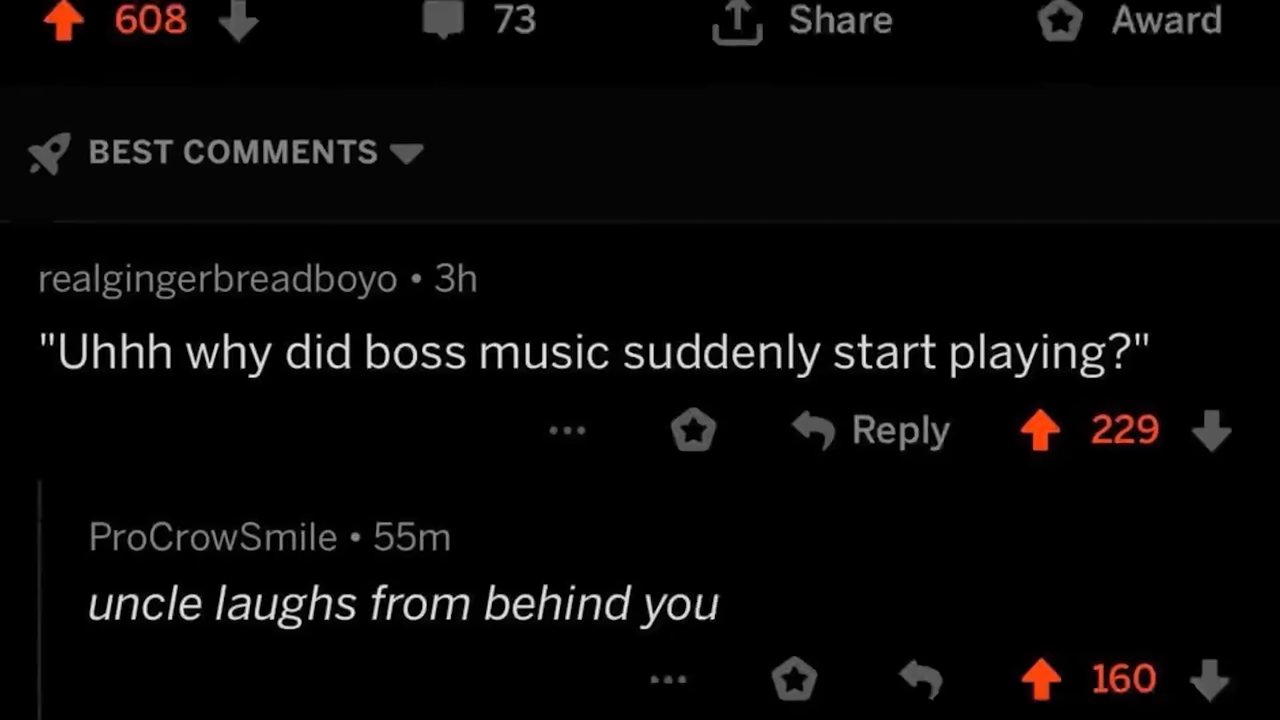 608 73 Share Award
BEST COMMENTS
realgingerbreadboyo • 3h
"Uhhh why did boss music suddenly start playing?"
... Reply 229
ProCrowSmile • 55m
uncle laughs from behind you
... 160